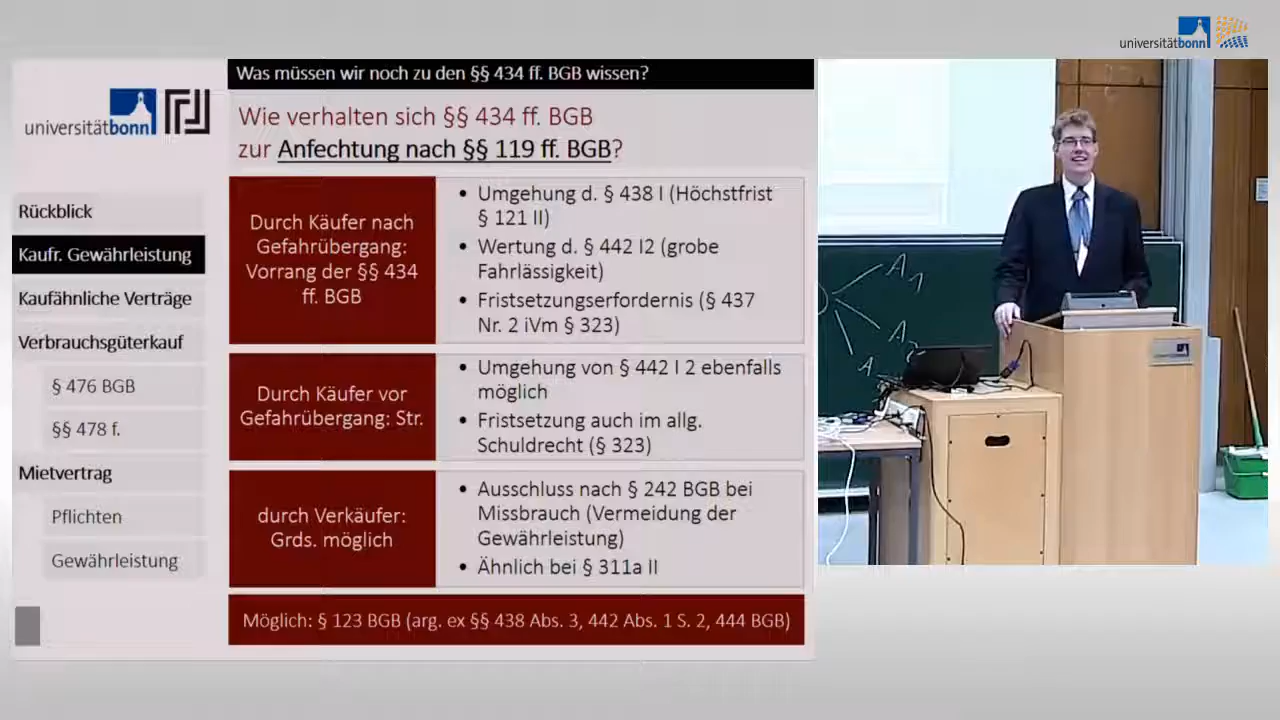 universitätbonn
Was müssen wir noch zu den §§ 434 ff. BGB wissen?
universitätbonn
Wie verhalten sich §§ 434 ff. BGB
zur Anfechtung nach §§ 119 ff. BGB?
Rückblick
Kaufr. Gewährleistung
Kaufähnliche Verträge
Verbrauchsgüterkauf
§ 476 BGB
§§ 478 f.
Mietvertrag
Pflichten
Gewährleistung
Durch Käufer nach
Gefahrübergang:
Vorrang der §§ 434
ff. BGB
• Umgehung d. § 438 I (Höchstfrist
§ 121 II)
• Wertung d. § 442 I2 (grobe
Fahrlässigkeit)
• Fristsetzungserfordernis (§ 437
Nr. 2 iVm § 323)
Durch Käufer vor
Gefahrübergang: Str.
• Umgehung von § 442 I 2 ebenfalls
möglich
• Fristsetzung auch im allg.
Schuldrecht (§ 323)
durch Verkäufer:
Grds. möglich
• Ausschluss nach § 242 BGB bei
Missbrauch (Vermeidung der
Gewährleistung)
• Ähnlich bei § 311a II
Möglich: § 123 BGB (arg. ex §§ 438 Abs. 3, 442 Abs. 1 S. 2, 444 BGB)
A1
A2
A